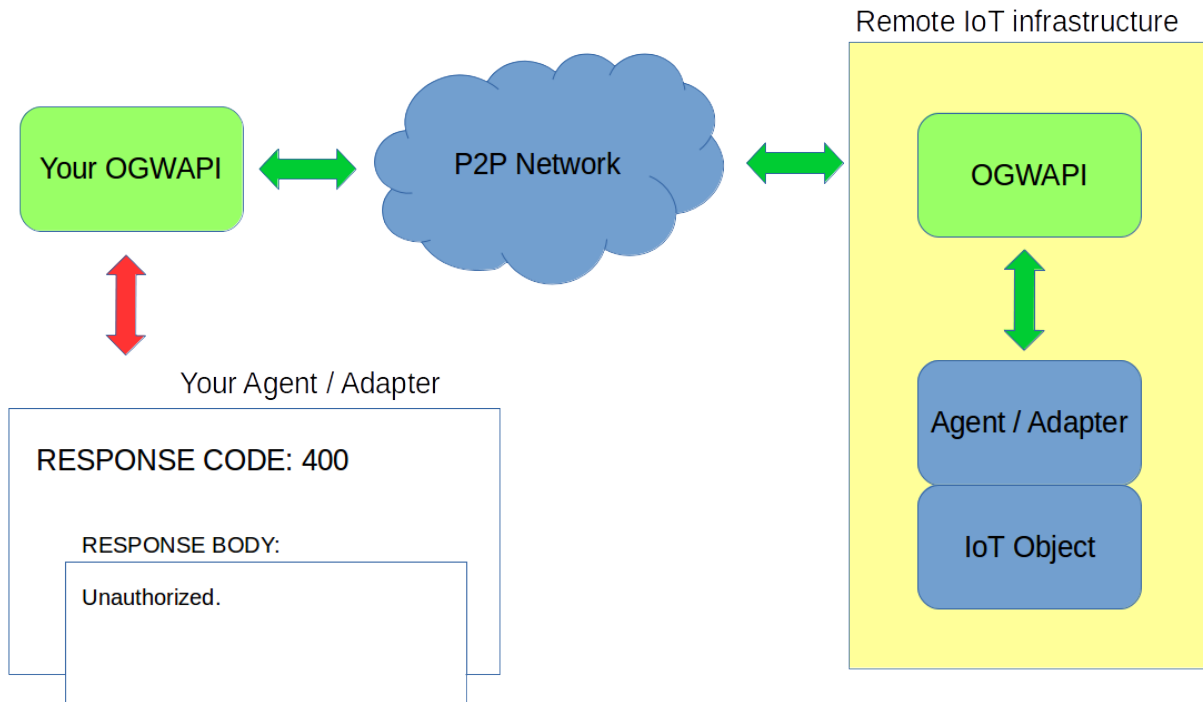 Remote IoT infrastructure
Your OGWAPI
P2P Network
OGWAPI
Your Agent / Adapter
RESPONSE CODE: 400
RESPONSE BODY:
Unauthorized.
Agent / Adapter
IoT Object